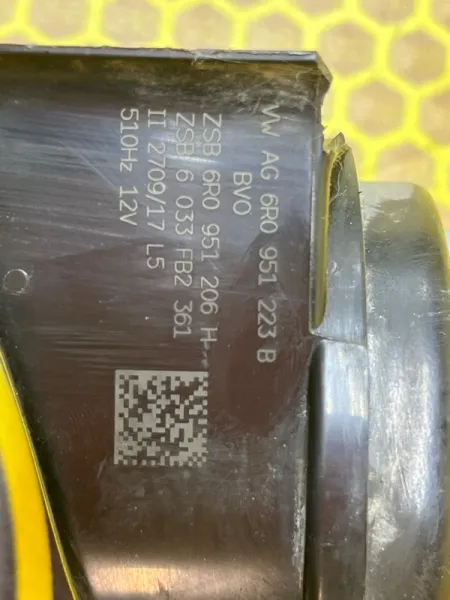 VW AG 6R0 951 223 B
BVO
ZSB 6R0 951 206 H
ZSB 6 033 FB2 361
II 2709/17 L5
510Hz 12V